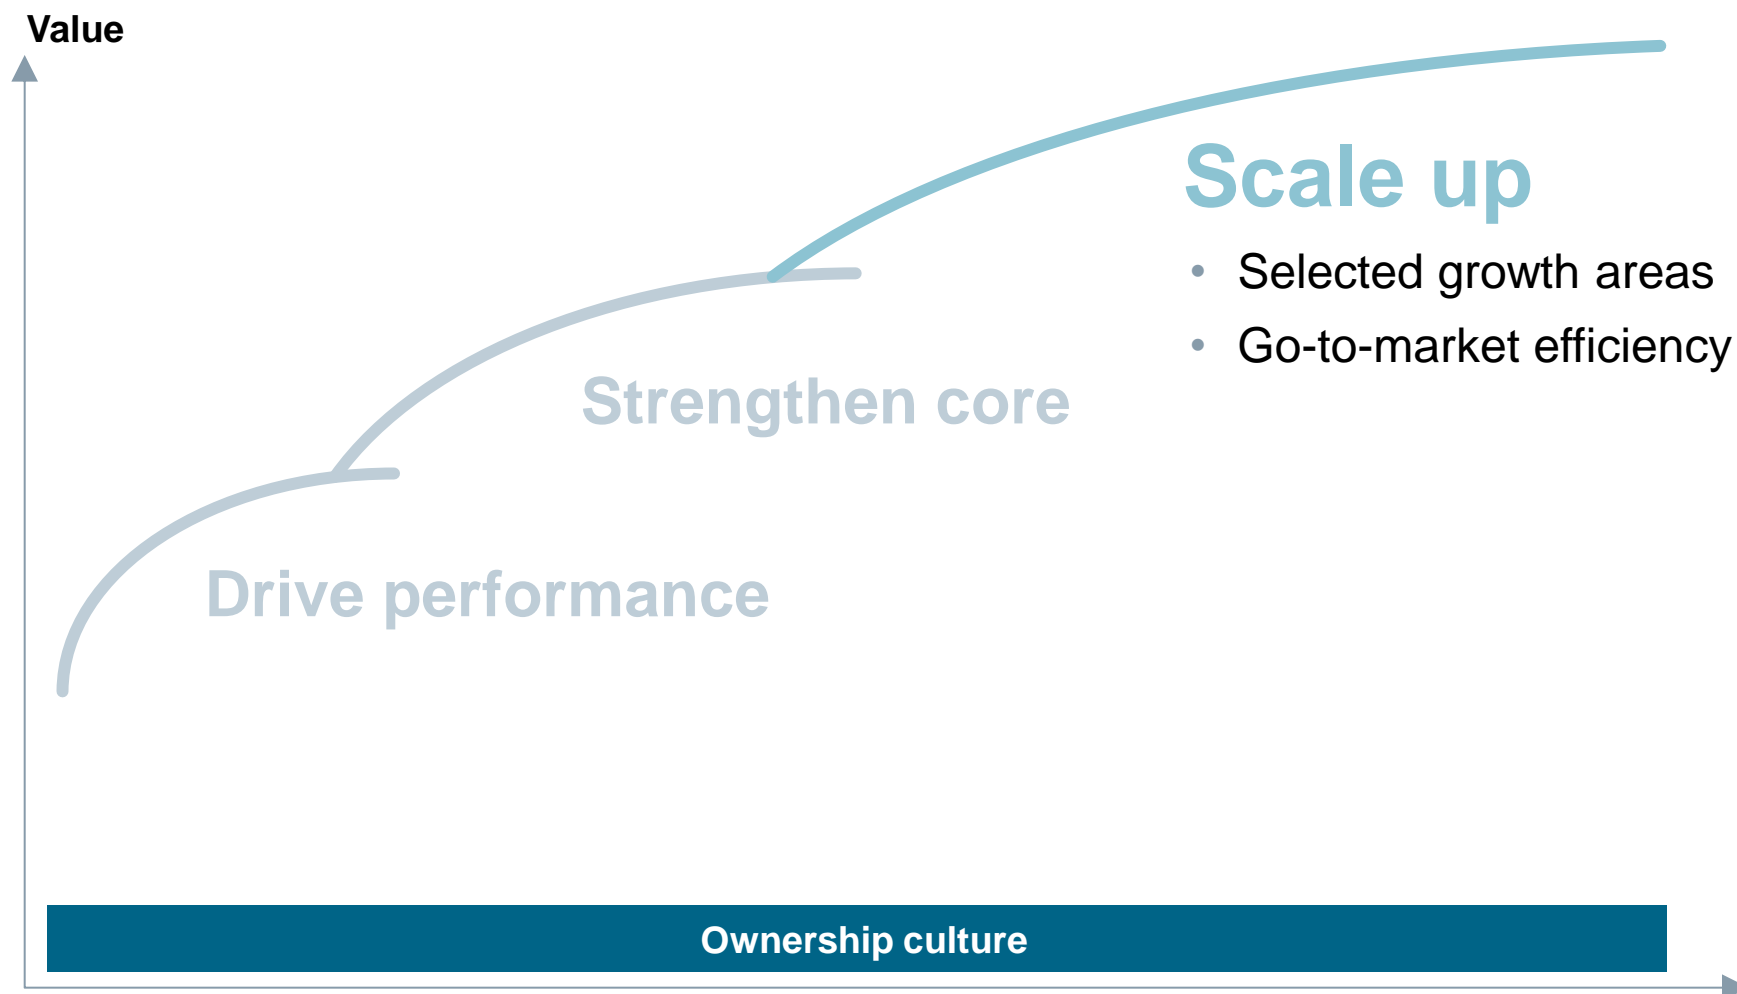 Value
Scale up
• Selected growth areas
• Go-to-market efficiency
Strengthen core
Drive performance
Ownership culture